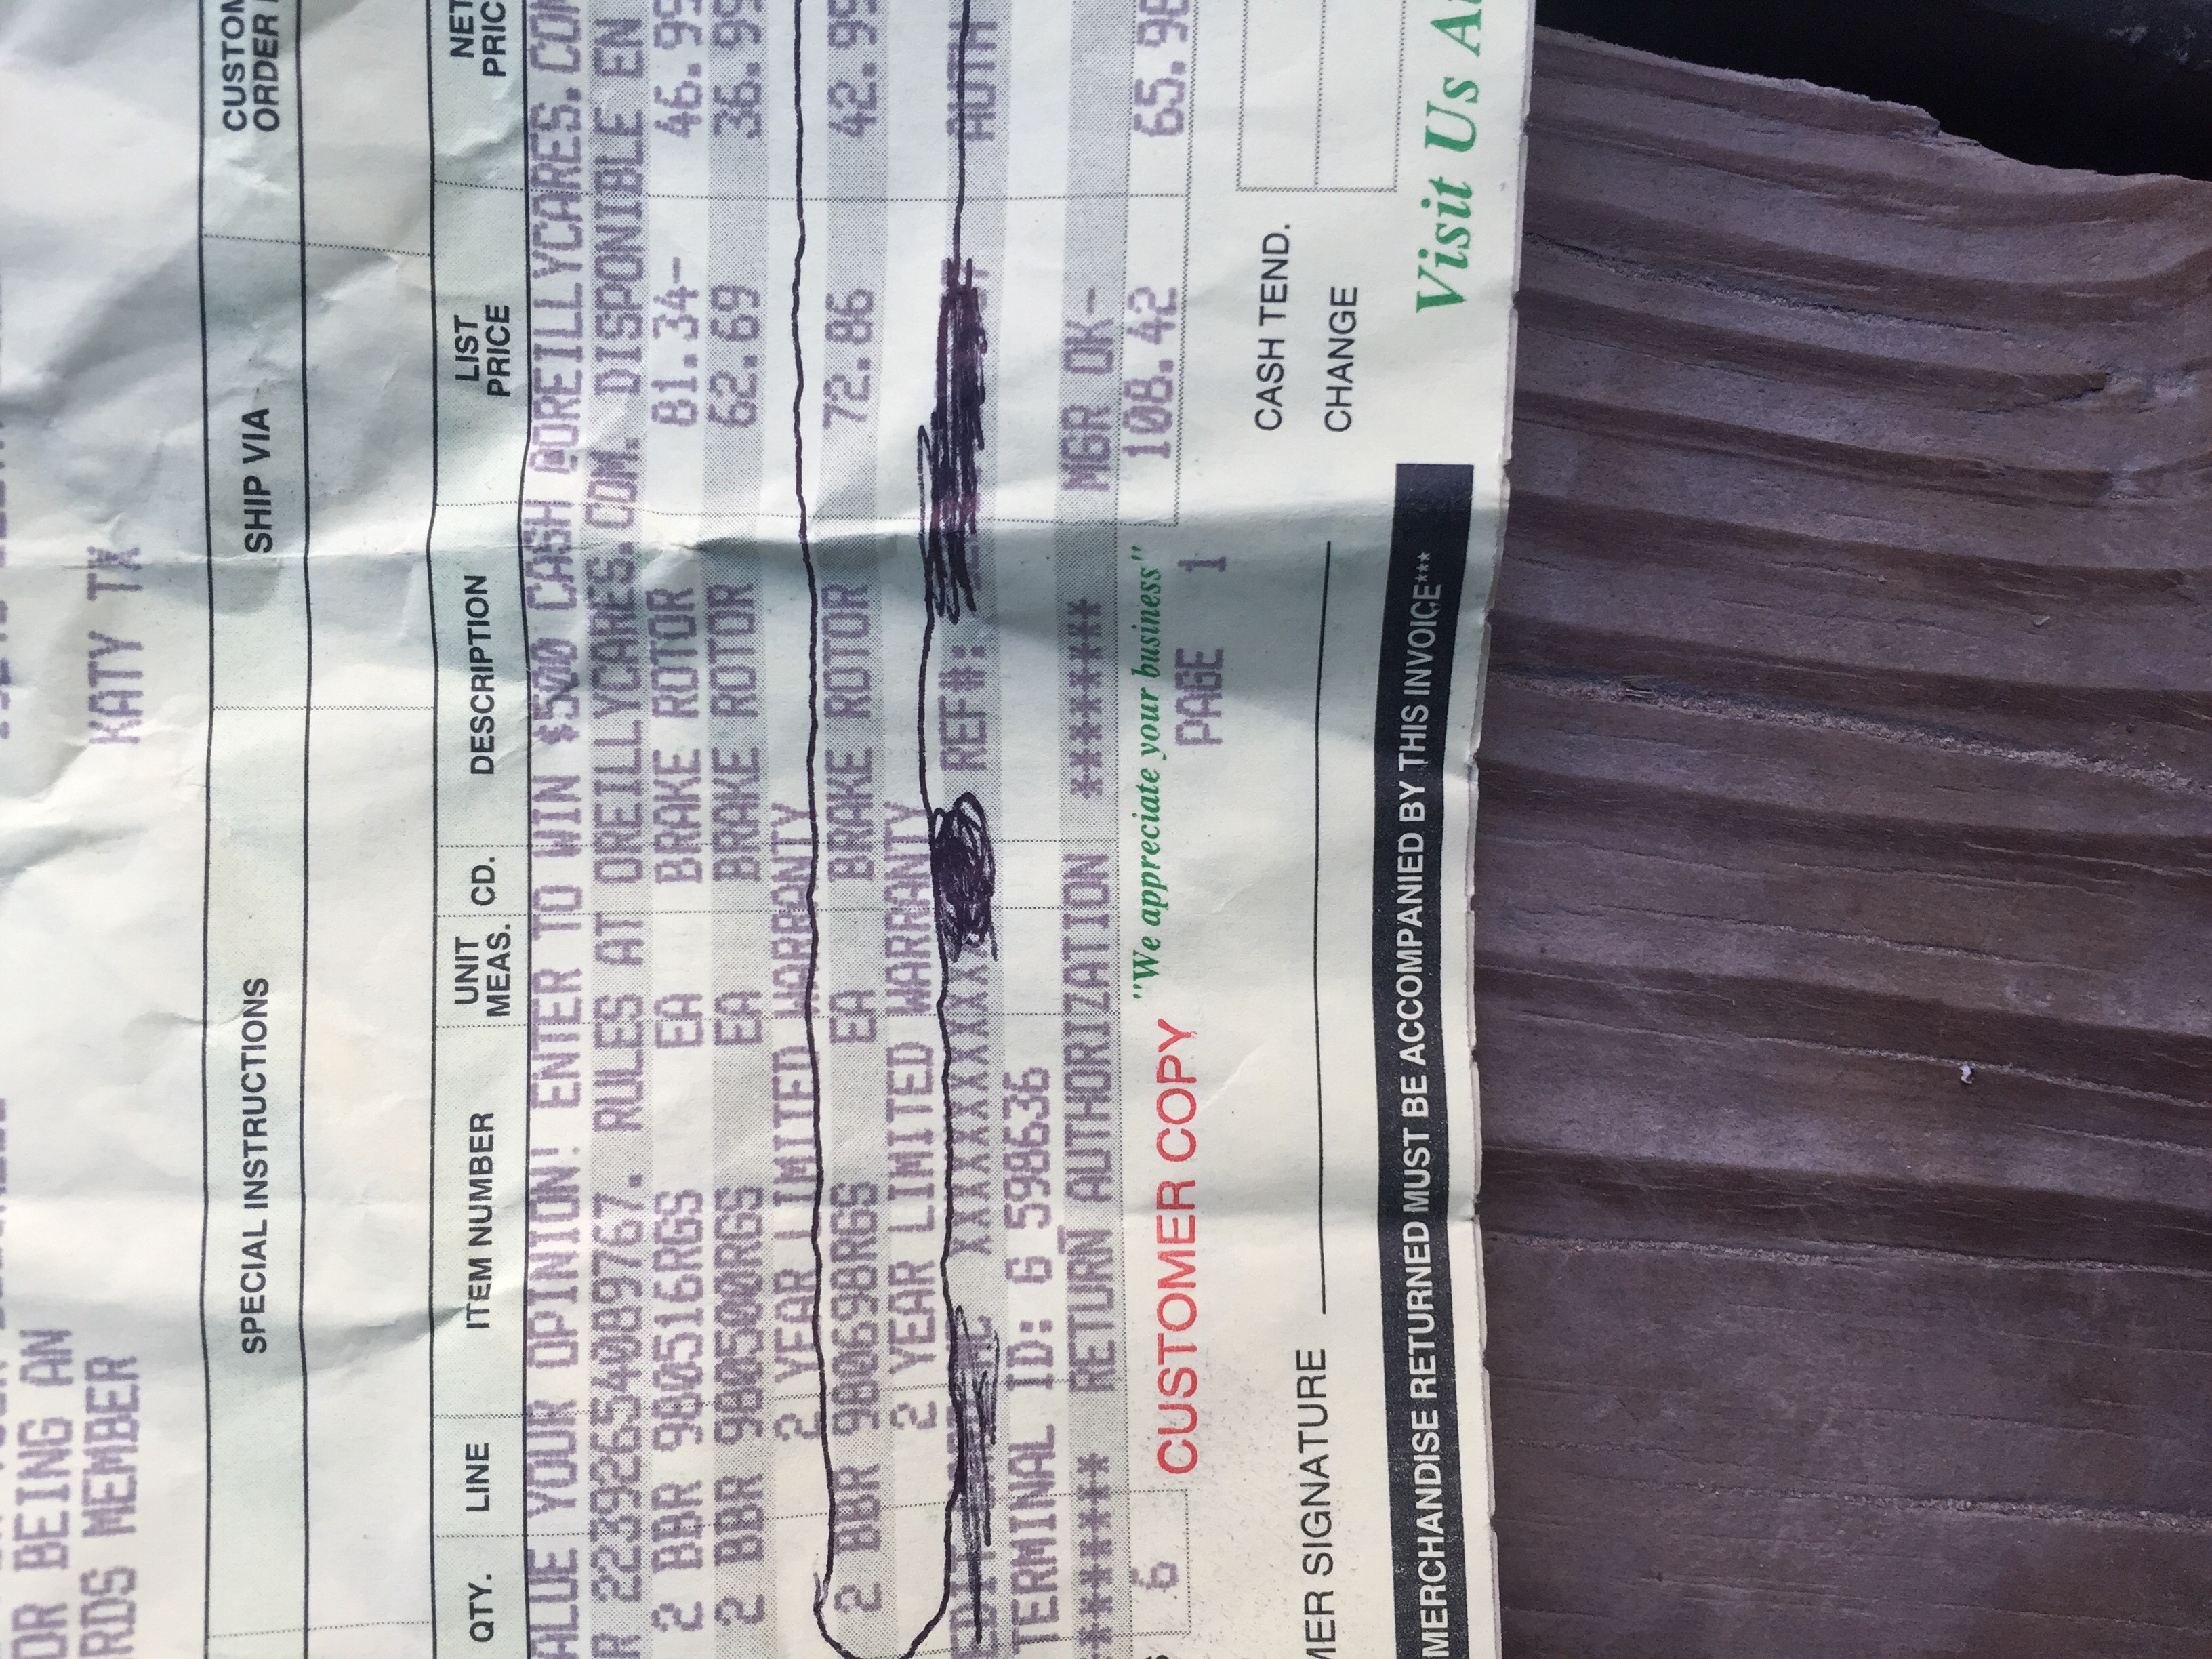 OR BEING AN
RDS MEMBER
KATY TX
SPECIAL INSTRUCTIONS SHIP VIA CUSTOM
ORDER
QTY. LINE ITEM NUMBER UNIT MEAS. CD. DESCRIPTION LIST PRICE NET PRIC
ALUE YOUR OPINION! ENTER TO WIN $500 CASH @OREILLYCARES.COM
R 22392654089767. RULES AT OREILLYCARES.COM. DISPONIBLE EN
2 BBR 980516RGS EA BRAKE ROTOR 81.34- 46.99
2 BBR 980500RGS EA BRAKE ROTOR 62.69 36.99
2 YEAR LIMITED WARRANTY
2 BBR 980698RGS EA BRAKE ROTOR 72.86 42.99
2 YEAR LIMITED WARRANTY
XXXXXXXXXXXX REF#: AUTH
TERMINAL ID: G 598636
******* RETURN AUTHORIZATION ******* MGR OK-
6 CUSTOMER COPY "We appreciate your business" 108.42 65.98
PAGE 1
MER SIGNATURE CASH TEND.
CHANGE
MERCHANDISE RETURNED MUST BE ACCOMPANIED BY THIS INVOICE***
Visit Us